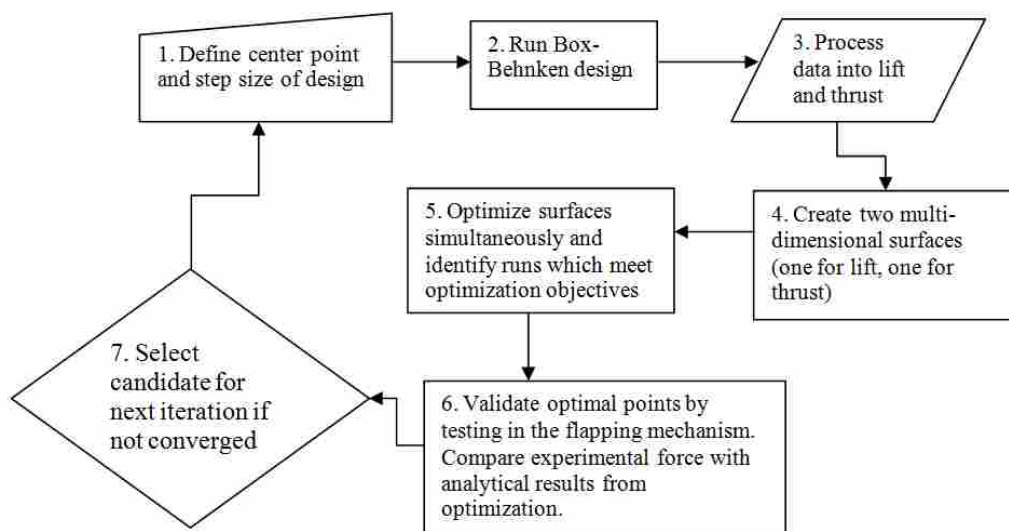 1. Define center point
and step size of design
2. Run Box-
Behnken design
3. Process
data into lift
and thrust
4. Create two multi-
dimensional surfaces
(one for lift, one for
thrust)
5. Optimize surfaces
simultaneously and
identify runs which meet
optimization objectives
6. Validate optimal points by
testing in the flapping mechanism.
Compare experimental force with
analytical results from
optimization.
7. Select
candidate for
next iteration if
not converged